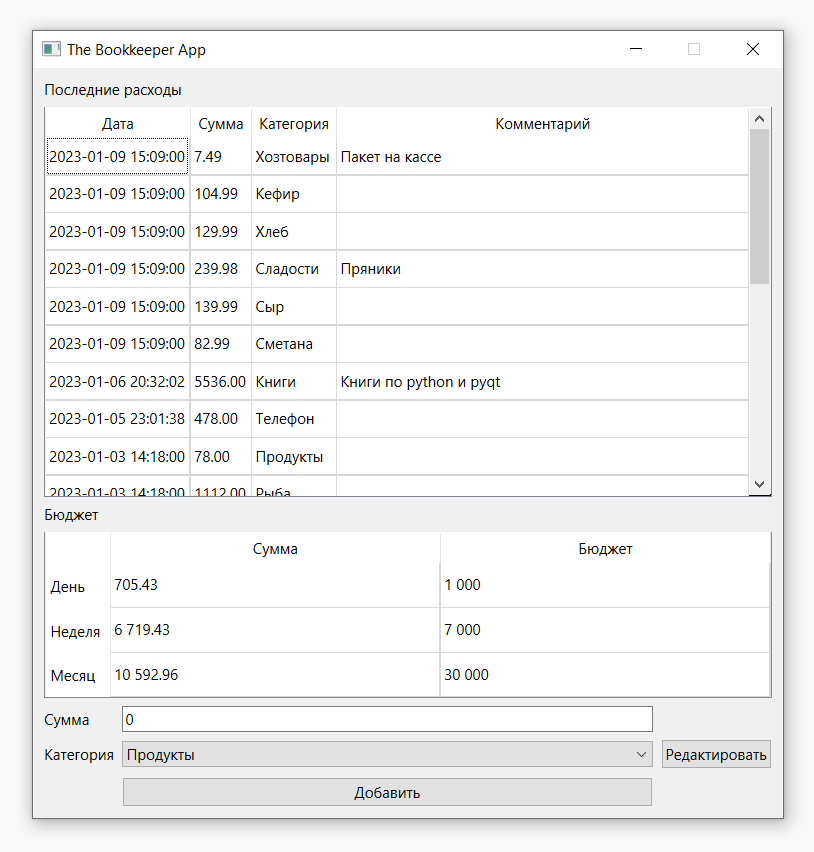 The Bookkeeper App
Последние расходы
Дата Сумма Категория Комментарий
2023-01-09 15:09:00 7.49 Хозтовары Пакет на кассе
2023-01-09 15:09:00 104.99 Кефир
2023-01-09 15:09:00 129.99 Хлеб
2023-01-09 15:09:00 239.98 Сладости Пряники
2023-01-09 15:09:00 139.99 Сыр
2023-01-09 15:09:00 82.99 Сметана
2023-01-06 20:32:02 5536.00 Книги Книги по python и pyqt
2023-01-05 23:01:38 478.00 Телефон
2023-01-03 14:18:00 78.00 Продукты
2023-01-03 14:18:00 1112.00 Рыба
Бюджет
Сумма Бюджет
День 705.43 1 000
Неделя 6 719.43 7 000
Месяц 10 592.96 30 000
Сумма 0
Категория Продукты Редактировать
Добавить